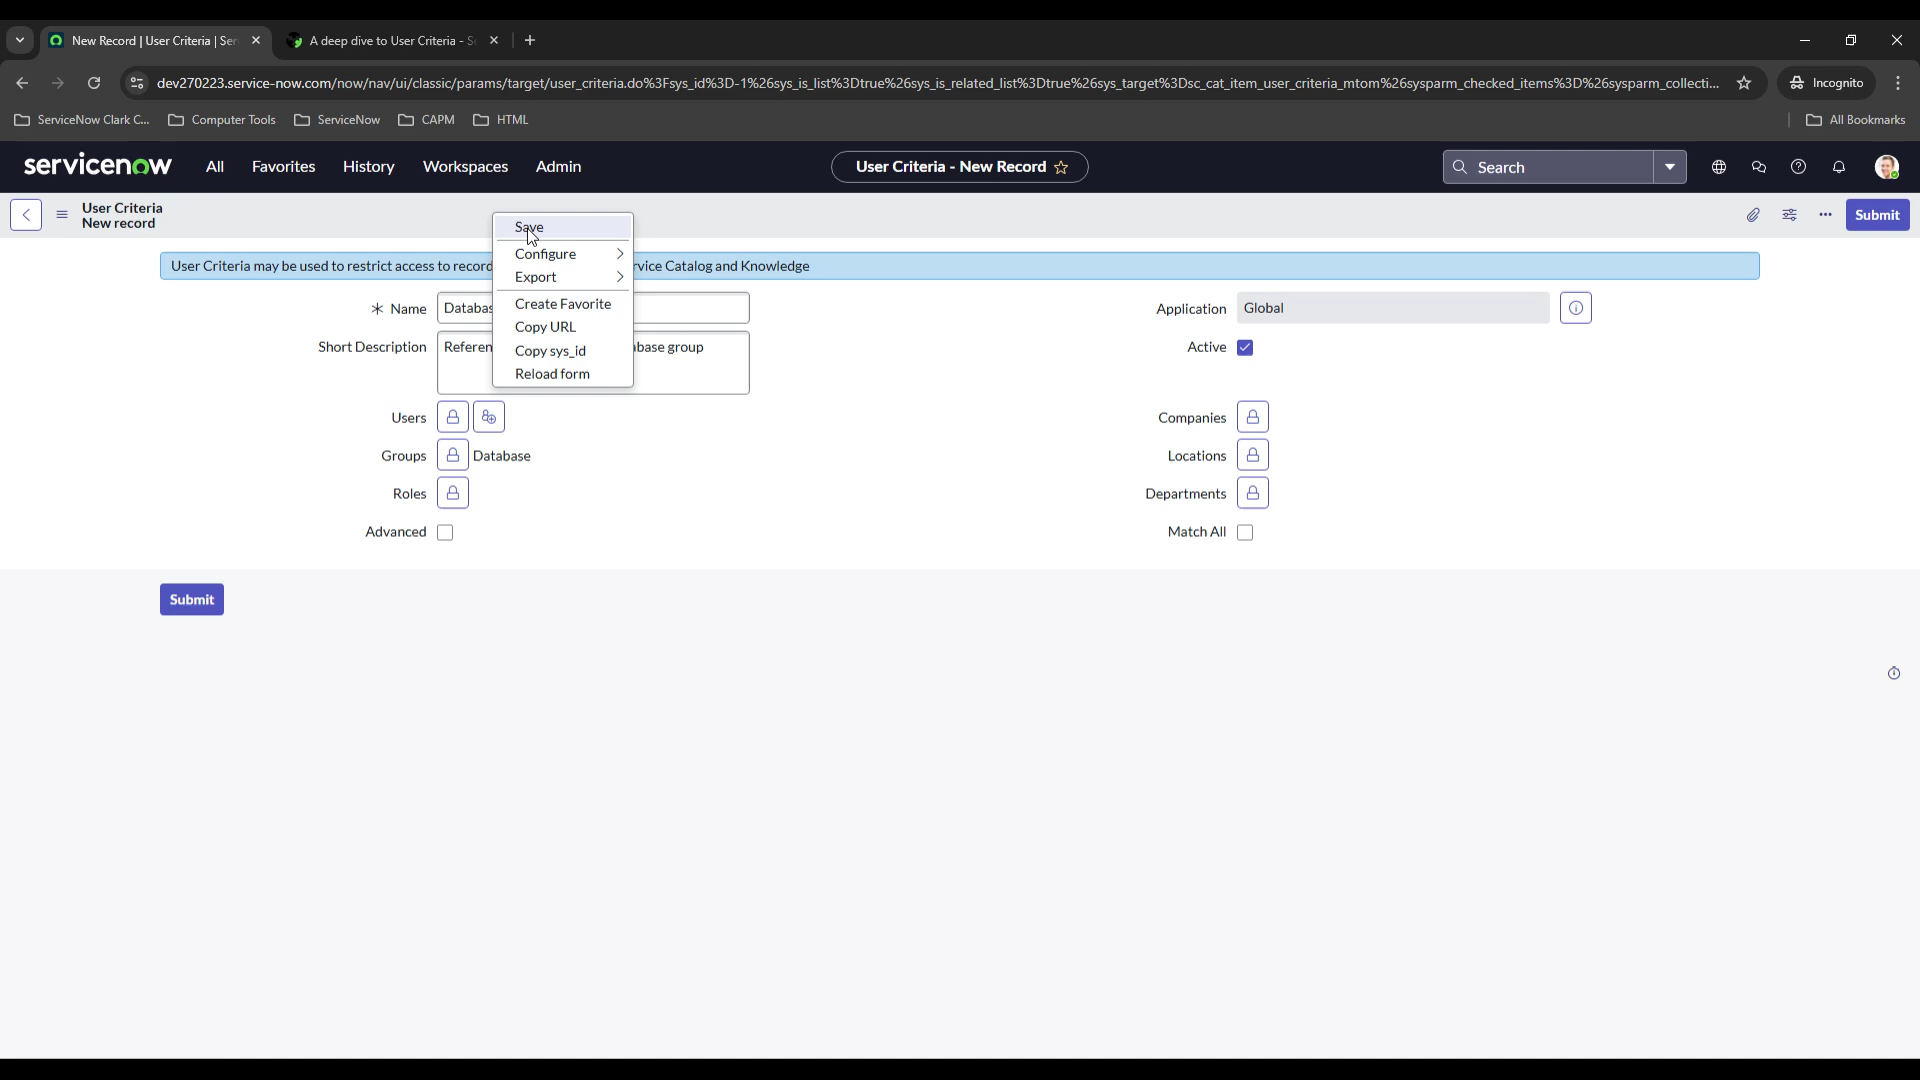 New Record | User Criteria | Ser
A deep dive to User Criteria - S
dev270223.service-now.com/now/nav/ui/classic/params/target/user_criteria.do%3Fsys_id%3D-1%26sys_is_list%3Dtrue%26sys_is_related_list%3Dtrue%26sys_target%3Dsc_cat_item_user_criteria_mtom%26sysparm_checked_items%3D%26sysparm_collecti...
Incognito
ServiceNow Clark C...
Computer Tools
ServiceNow
CAPM
HTML
All Bookmarks
servicenow
All
Favorites
History
Workspaces
Admin
User Criteria - New Record
Search
User Criteria
New record
Submit
Save
Configure
Export
Create Favorite
Copy URL
Copy sys_id
Reload form
User Criteria may be used to restrict access to record
Catalog and Knowledge
Name
Short Description
group
Users
Groups
Database
Roles
Advanced
Application
Global
Active
Companies
Locations
Departments
Match All
Submit